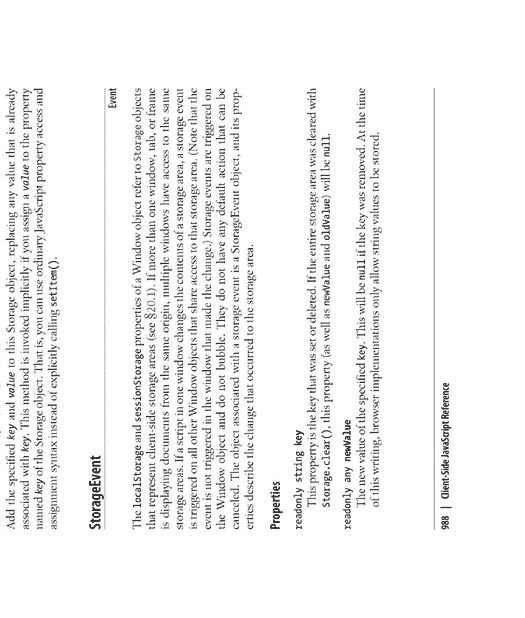 Add the specified key and value to this Storage object, replacing any value that is already
associated with key. This method is invoked implicitly if you assign a value to the property
named key of the Storage object. That is, you can use ordinary JavaScript property access and
assignment syntax instead of explicitly calling setItem().
StorageEvent
Event
The localStorage and sessionStorage properties of a Window object refer to Storage objects
that represent client-side storage areas (see §20.1). If more than one window, tab, or frame
is displaying documents from the same origin, multiple windows have access to the same
storage areas. If a script in one window changes the contents of a storage area, a storage event
is triggered on all other Window objects that share access to that storage area. (Note that the
event is not triggered in the window that made the change.) Storage events are triggered on
the Window object and do not bubble. They do not have any default action that can be
canceled. The object associated with a storage event is a StorageEvent object, and its prop-
erties describe the change that occurred to the storage area.
Properties
readonly string key
This property is the key that was set or deleted. If the entire storage area was cleared with
Storage.clear(), this property (as well as newValue and oldValue) will be null.
readonly any newValue
The new value of the specified key. This will be null if the key was removed. At the time
of this writing, browser implementations only allow string values to be stored.
988 | Client-Side JavaScript Reference